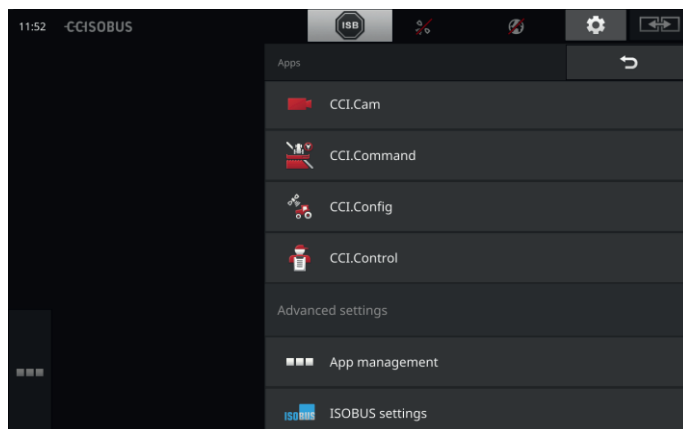 11:52 CCISOBUS ISB
Apps
CCI.Cam
CCI.Command
CCI.Config
CCI.Control
Advanced settings
App management
ISOBUS ISOBUS settings